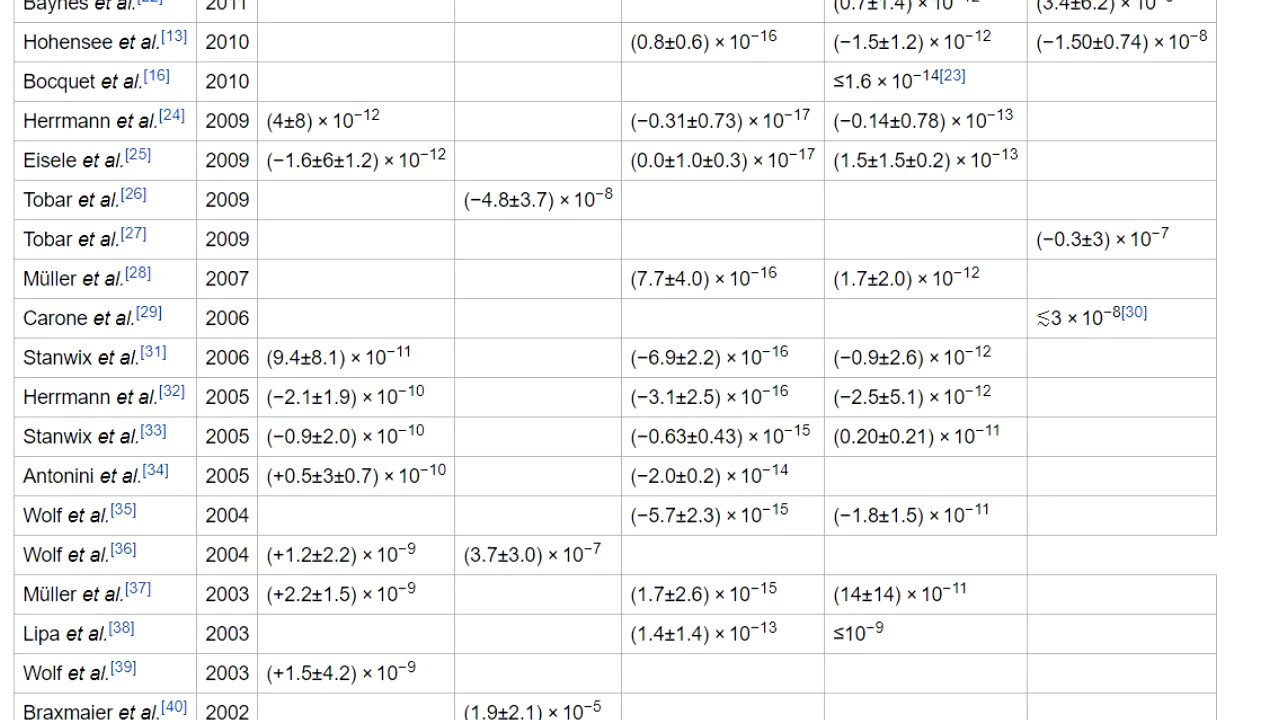 Baynes et al.[22] 2011 (0.7±1.4) × 10−12 (3.4±6.2) × 10
Hohensee et al.[13] 2010 (0.8±0.6) × 10−16 (−1.5±1.2) × 10−12 (−1.50±0.74) × 10−8
Bocquet et al.[16] 2010 ≤1.6 × 10−14[23]
Herrmann et al.[24] 2009 (4±8) × 10−12 (−0.31±0.73) × 10−17 (−0.14±0.78) × 10−13
Eisele et al.[25] 2009 (−1.6±6±1.2) × 10−12 (0.0±1.0±0.3) × 10−17 (1.5±1.5±0.2) × 10−13
Tobar et al.[26] 2009 (−4.8±3.7) × 10−8
Tobar et al.[27] 2009 (−0.3±3) × 10−7
Müller et al.[28] 2007 (7.7±4.0) × 10−16 (1.7±2.0) × 10−12
Carone et al.[29] 2006 ≲3 × 10−8[30]
Stanwix et al.[31] 2006 (9.4±8.1) × 10−11 (−6.9±2.2) × 10−16 (−0.9±2.6) × 10−12
Herrmann et al.[32] 2005 (−2.1±1.9) × 10−10 (−3.1±2.5) × 10−16 (−2.5±5.1) × 10−12
Stanwix et al.[33] 2005 (−0.9±2.0) × 10−10 (−0.63±0.43) × 10−15 (0.20±0.21) × 10−11
Antonini et al.[34] 2005 (+0.5±3±0.7) × 10−10 (−2.0±0.2) × 10−14
Wolf et al.[35] 2004 (−5.7±2.3) × 10−15 (−1.8±1.5) × 10−11
Wolf et al.[36] 2004 (+1.2±2.2) × 10−9 (3.7±3.0) × 10−7
Müller et al.[37] 2003 (+2.2±1.5) × 10−9 (1.7±2.6) × 10−15 (14±14) × 10−11
Lipa et al.[38] 2003 (1.4±1.4) × 10−13 ≤10−9
Wolf et al.[39] 2003 (+1.5±4.2) × 10−9
Braxmaier et al.[40] 2002 (1.9±2.1) × 10−5